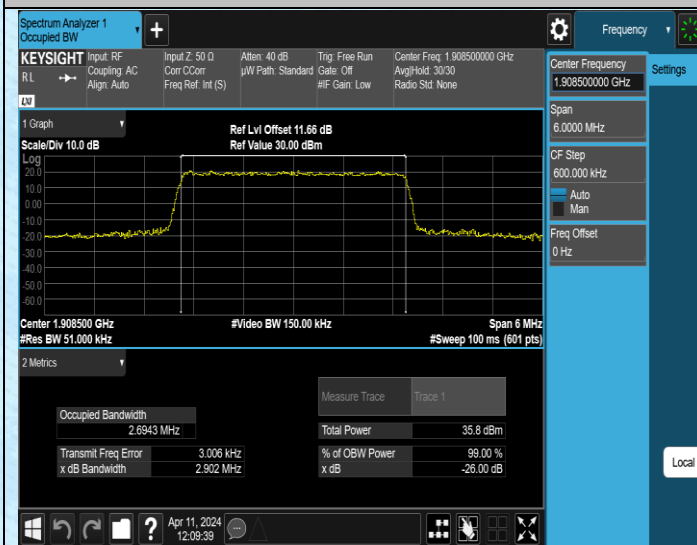 Spectrum Analyzer 1
Occupied BW
Frequency
KEYSIGHT
R L
LXI
Input: RF
Coupling: AC
Align: Auto
Input Z: 50 Ω
Corr CCorr
Freq Ref: Int (S)
Atten: 40 dB
µW Path: Standard
Trig: Free Run
Gate: Off
#IF Gain: Low
Center Freq: 1.908500000 GHz
Avg|Hold: 30/30
Radio Std: None
Center Frequency
1.908500000 GHz
Settings
Span
6.0000 MHz
CF Step
600.000 kHz
Auto
Man
Freq Offset
0 Hz
Local
1 Graph
Scale/Div 10.0 dB
Ref Lvl Offset 11.66 dB
Ref Value 30.00 dBm
Log
20.0
10.0
0.00
-10.0
-20.0
-30.0
-40.0
-50.0
-60.0
Center 1.908500 GHz
#Video BW 150.00 kHz
Span 6 MHz
#Res BW 51.000 kHz
#Sweep 100 ms (601 pts)
2 Metrics
Measure Trace
Trace 1
Occupied Bandwidth
2.6943 MHz
Total Power
35.8 dBm
Transmit Freq Error
3.006 kHz
% of OBW Power
99.00 %
x dB Bandwidth
2.902 MHz
x dB
-26.00 dB
?
Apr 11, 2024
12:09:39